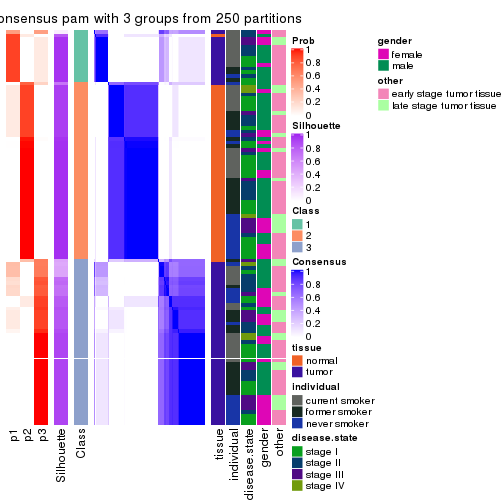 onsensus pam with 3 groups from 250 partitions
Prob
1
0.8
0.6
0.4
0.2
0
Silhouette
1
0.8
0.6
0.4
0.2
0
Class
1
2
3
Consensus
1
0.8
0.6
0.4
0.2
0
tissue
normal
tumor
individual
current smoker
former smoker
never smoker
disease.state
stage I
stage II
stage III
stage IV
gender
female
male
other
early stage tumor tissue
late stage tumor tissue
p1
p2
p3
Silhouette
Class
tissue
individual
disease.state
gender
other